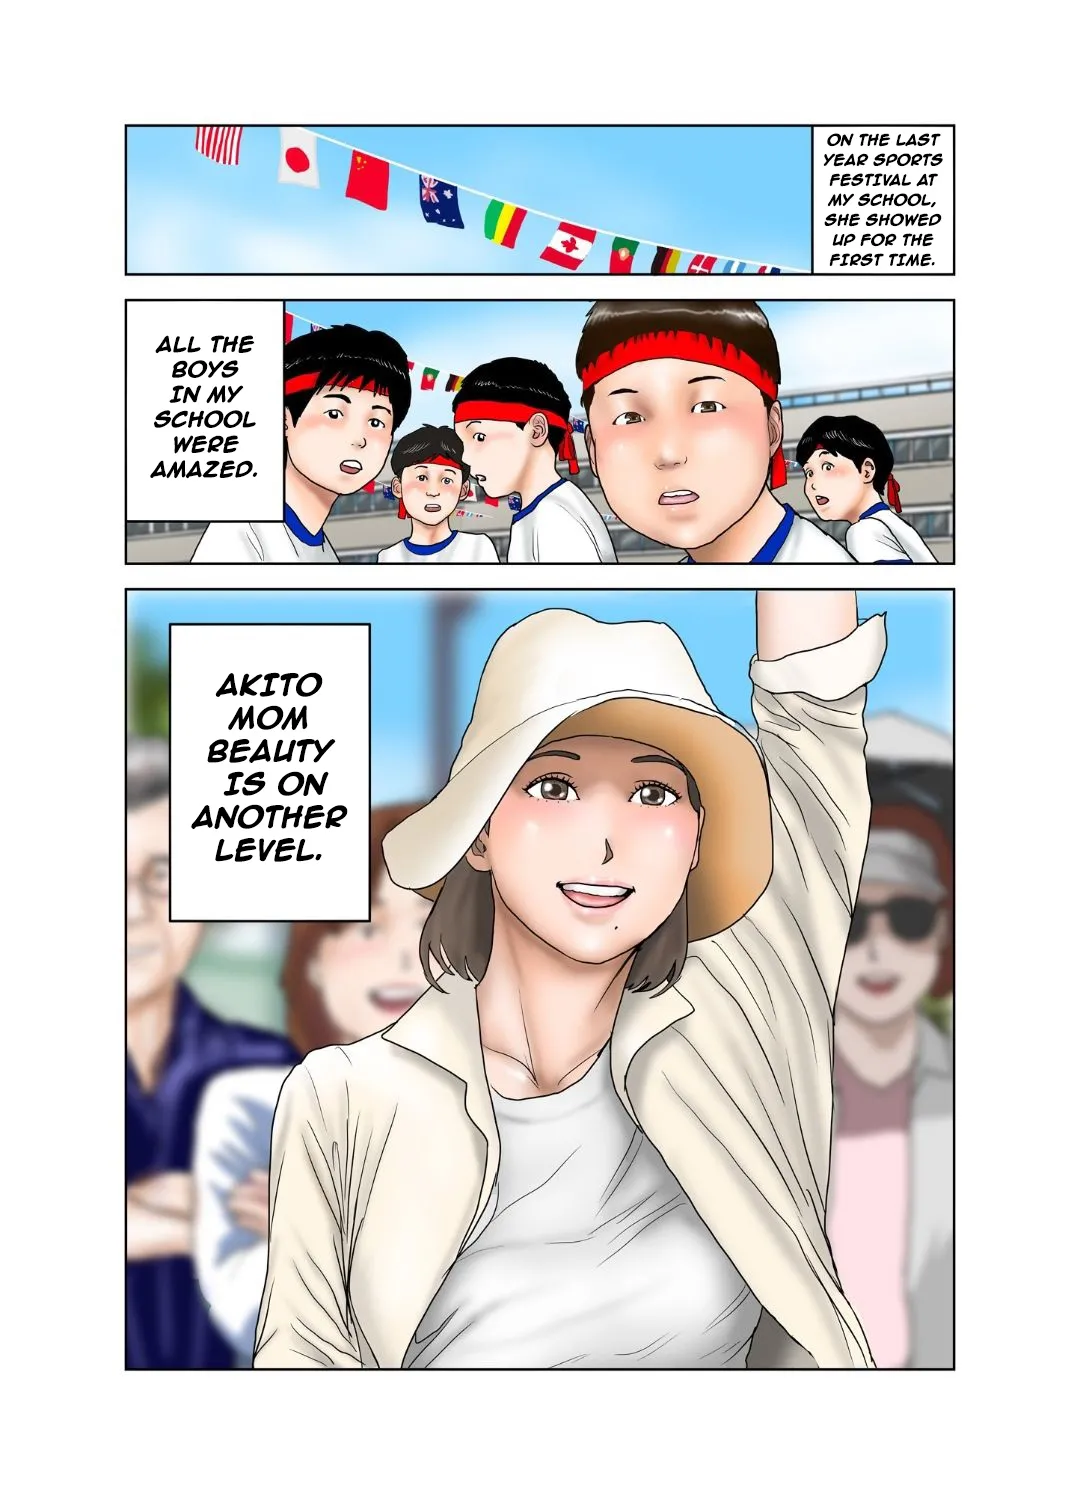 ON THE LAST
YEAR SPORTS
FESTIVAL AT
MY SCHOOL,
SHE SHOWED
UP FOR THE
FIRST TIME.
ALL THE
BOYS
IN MY
SCHOOL
WERE
AMAZED.
AKITO
MOM
BEAUTY
IS ON
ANOTHER
LEVEL.